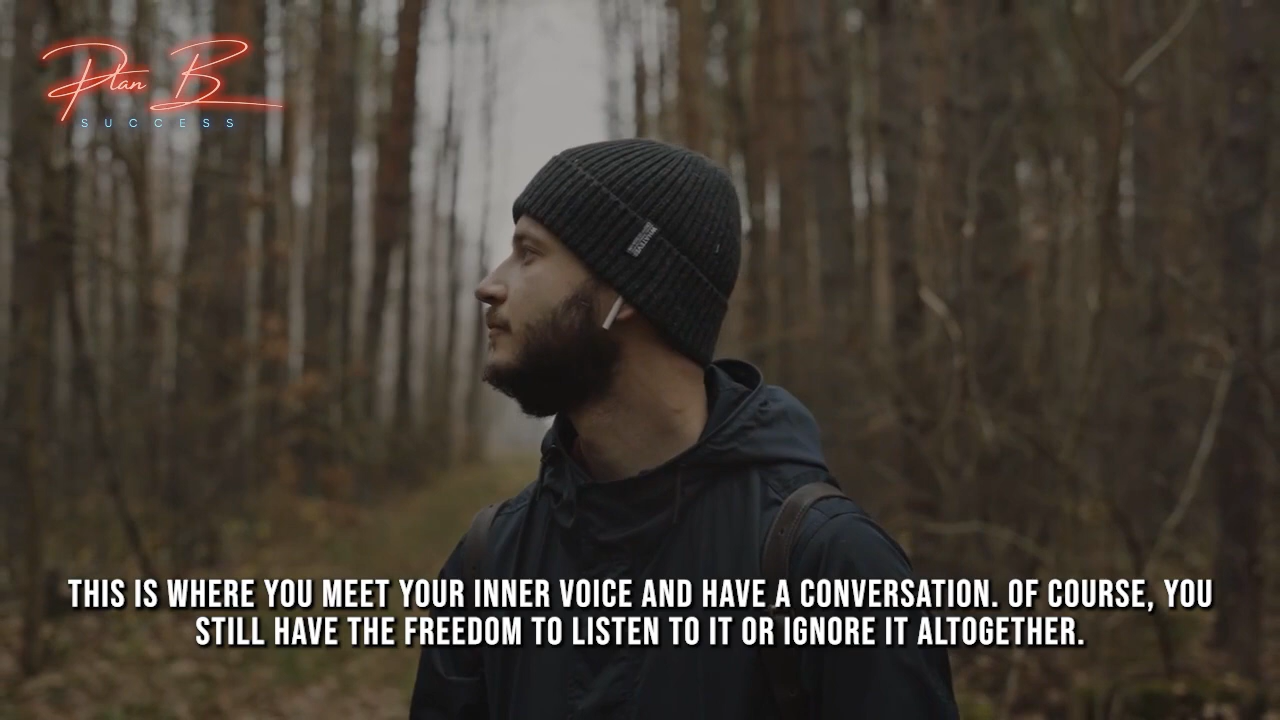 Plan B
SUCCESS
THIS IS WHERE YOU MEET YOUR INNER VOICE AND HAVE A CONVERSATION. OF COURSE, YOU
STILL HAVE THE FREEDOM TO LISTEN TO IT OR IGNORE IT ALTOGETHER.